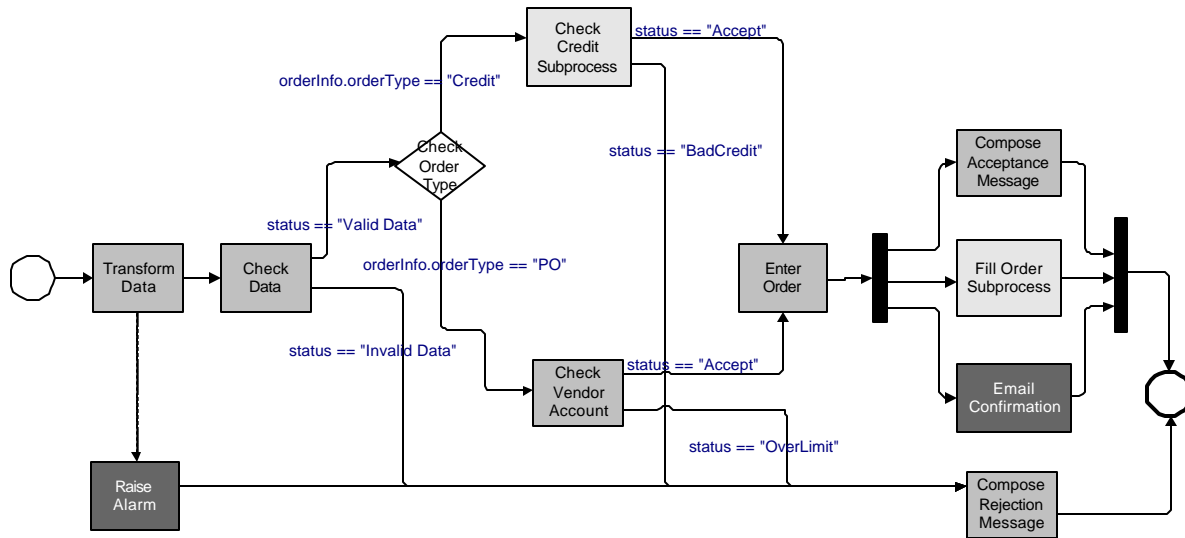 Check
Credit
Subprocess
status == "Accept"
orderInfo.orderType == "Credit"
Check
Order
Type
status == "BadCredit"
Compose
Acceptance
Message
status == "Valid Data"
Transform
Data
Check
Data
orderInfo.orderType == "PO"
Enter
Order
Fill Order
Subprocess
status == "Invalid Data"
Check
Vendor
Account
status == "Accept"
Email
Confirmation
status == "OverLimit"
Raise
Alarm
Compose
Rejection
Message